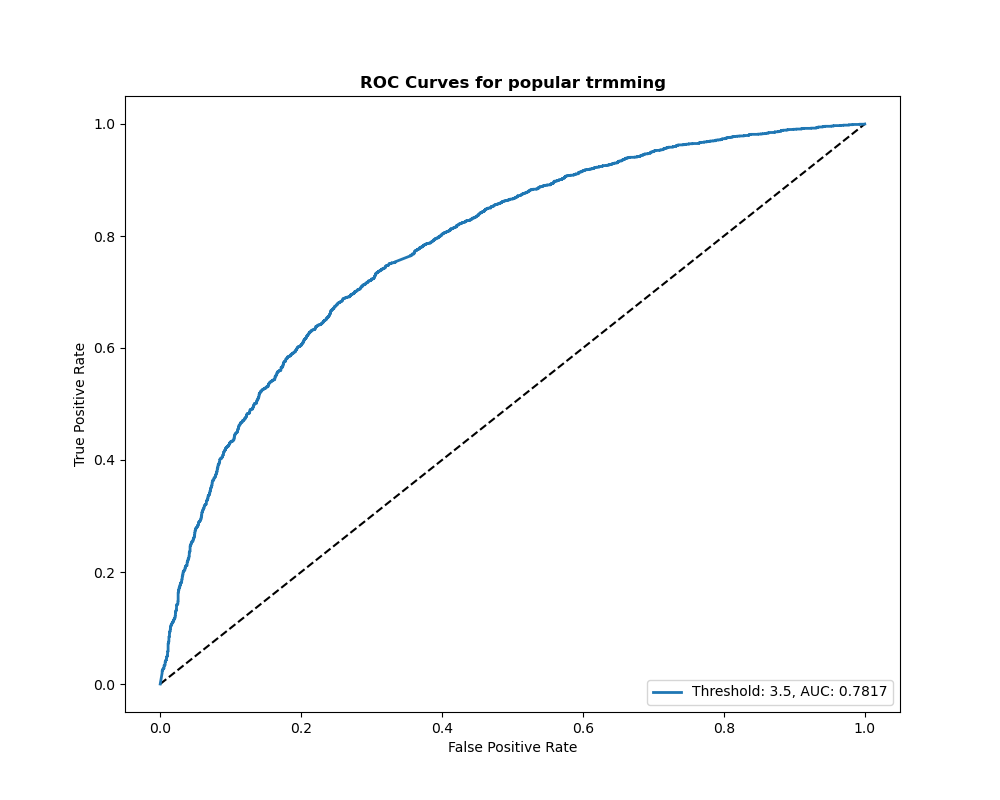 ROC Curves for popular trmming
1.0
0.8
0.6
0.4
0.2
0.0
True Positive Rate
Threshold: 3.5, AUC: 0.7817
0.0 0.2 0.4 0.6 0.8 1.0
False Positive Rate